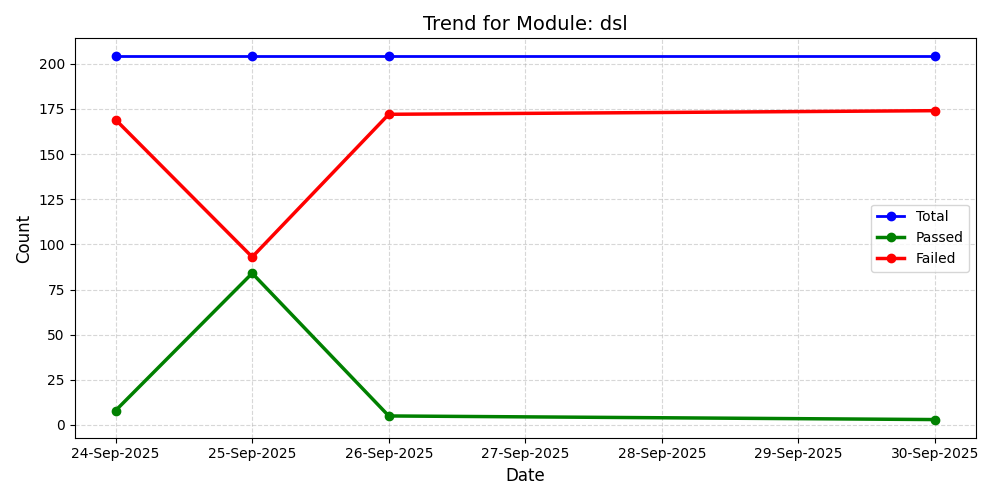 Trend for Module: dsl
Count
200
175
150
125
100
75
50
25
0
Total
Passed
Failed
24-Sep-2025
25-Sep-2025
26-Sep-2025
27-Sep-2025
28-Sep-2025
29-Sep-2025
30-Sep-2025
Date